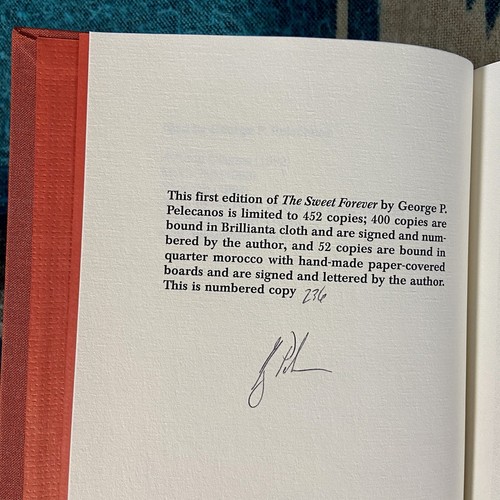 This first edition of The Sweet Forever by George P.
Pelecanos is limited to 452 copies; 400 copies are
bound in Brillianta cloth and are signed and num-
bered by the author, and 52 copies are bound in
quarter morocco with hand-made paper-covered
boards and are signed and lettered by the author.
This is numbered copy 236